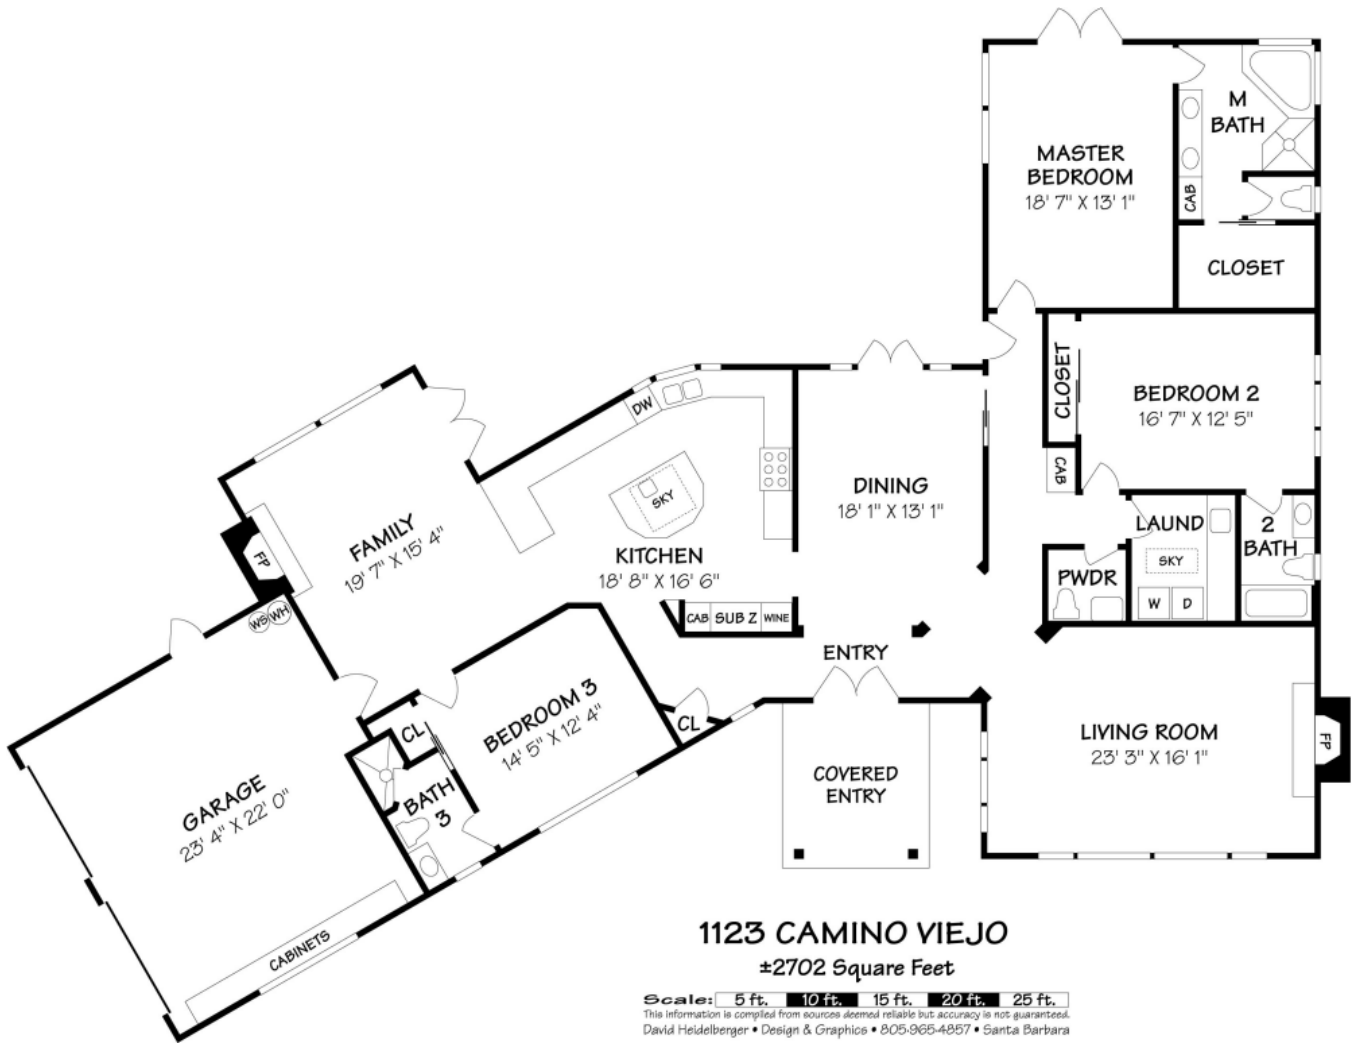 M
BATH
MASTER
BEDROOM
18' 7" X 13' 1"
CAB
CLOSET
CLOSET
BEDROOM 2
16' 7" X 12' 5"
DW
CAB
SKY
DINING
18' 1" X 13' 1"
FAMILY
19' 7" X 15' 4"
FP
KITCHEN
18' 8" X 16' 6"
LAUND
SKY
2
BATH
PWDR
W
D
WS
WH
CAB
SUB Z
WINE
ENTRY
BEDROOM 3
14' 5" X 12' 4"
CL
CL
LIVING ROOM
23' 3" X 16' 1"
FP
COVERED
ENTRY
BATH
3
GARAGE
23' 4" X 22' 0"
CABINETS
1123 CAMINO VIEJO
±2702 Square Feet
Scale: 5 ft. 10 ft. 15 ft. 20 ft. 25 ft.
This information is compiled from sources deemed reliable but accuracy is not guaranteed.
David Heidelberger • Design & Graphics • 805-965-4857 • Santa Barbara